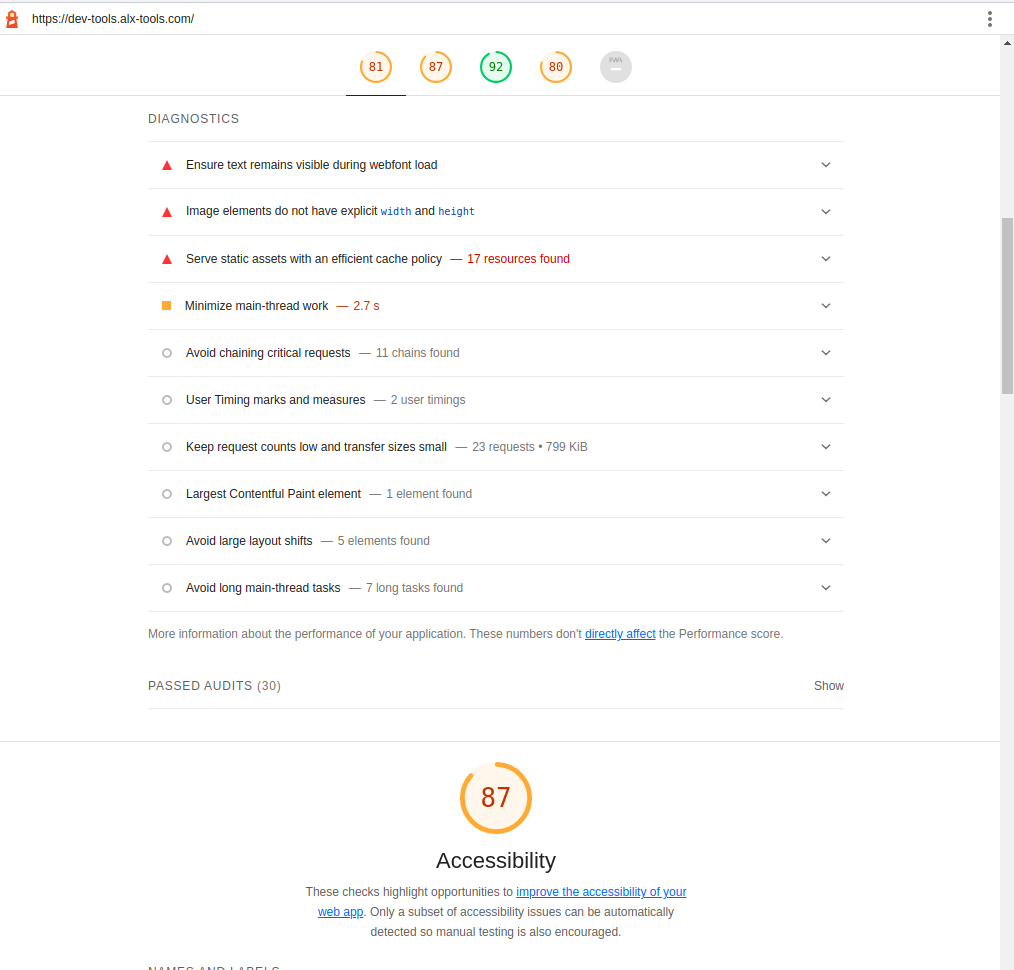 https://dev-tools.alx-tools.com/
81 87 92 80 PWA
DIAGNOSTICS
Ensure text remains visible during webfont load
Image elements do not have explicit width and height
Serve static assets with an efficient cache policy — 17 resources found
Minimize main-thread work — 2.7 s
Avoid chaining critical requests — 11 chains found
User Timing marks and measures — 2 user timings
Keep request counts low and transfer sizes small — 23 requests • 799 KiB
Largest Contentful Paint element — 1 element found
Avoid large layout shifts — 5 elements found
Avoid long main-thread tasks — 7 long tasks found
More information about the performance of your application. These numbers don't directly affect the Performance score.
PASSED AUDITS (30) Show
87
Accessibility
These checks highlight opportunities to improve the accessibility of your
web app. Only a subset of accessibility issues can be automatically
detected so manual testing is also encouraged.
NAMES AND LABELS